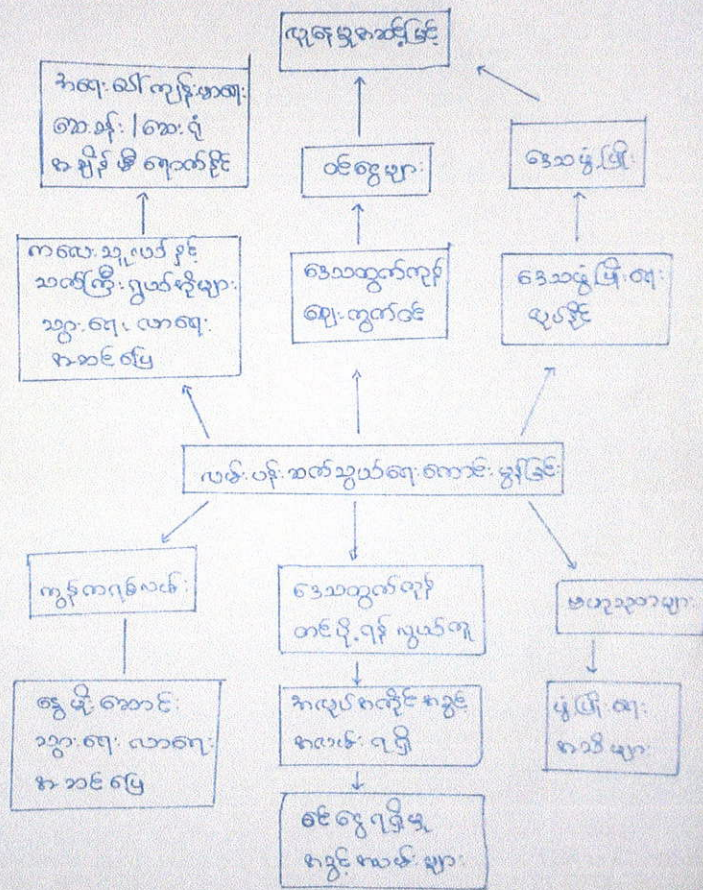 လူနေမှုအဆင့်မြင့်
အရေးပေါ်ကျန်းမာရေး
ဆေးခန်း/ဆေးရုံ
အချိန်မီရောက်နိုင်
ဝင်ငွေများ
ဒေသဖွံ့ဖြိုး
ကလေးသူငယ်နှင့်
သက်ကြီးရွယ်အိုများ
သွားရေးလာရေး
အဆင်ပြေ
ဒေသထွက်ကုန်
ဈေးကွက်ဝင်
ဒေသဖွံ့ဖြိုးရေး
လုပ်နိုင်
လမ်းပန်းဆက်သွယ်ရေးကောင်းမွန်ခြင်း
ကွန်ကရစ်လမ်း
ဒေသထွက်ကုန်
တင်ပို့ရန်လွယ်ကူ
ဗဟုသုတများ
ငွေပိုဆောင်း
သွားရေးလာရေး
အဆင်ပြေ
အလုပ်အကိုင်အခွင့်
အလမ်းရရှိ
ဖွံ့ဖြိုးရေး
အသိများ
ဝင်ငွေရရှိမှု
အခွင့်အလမ်းများ